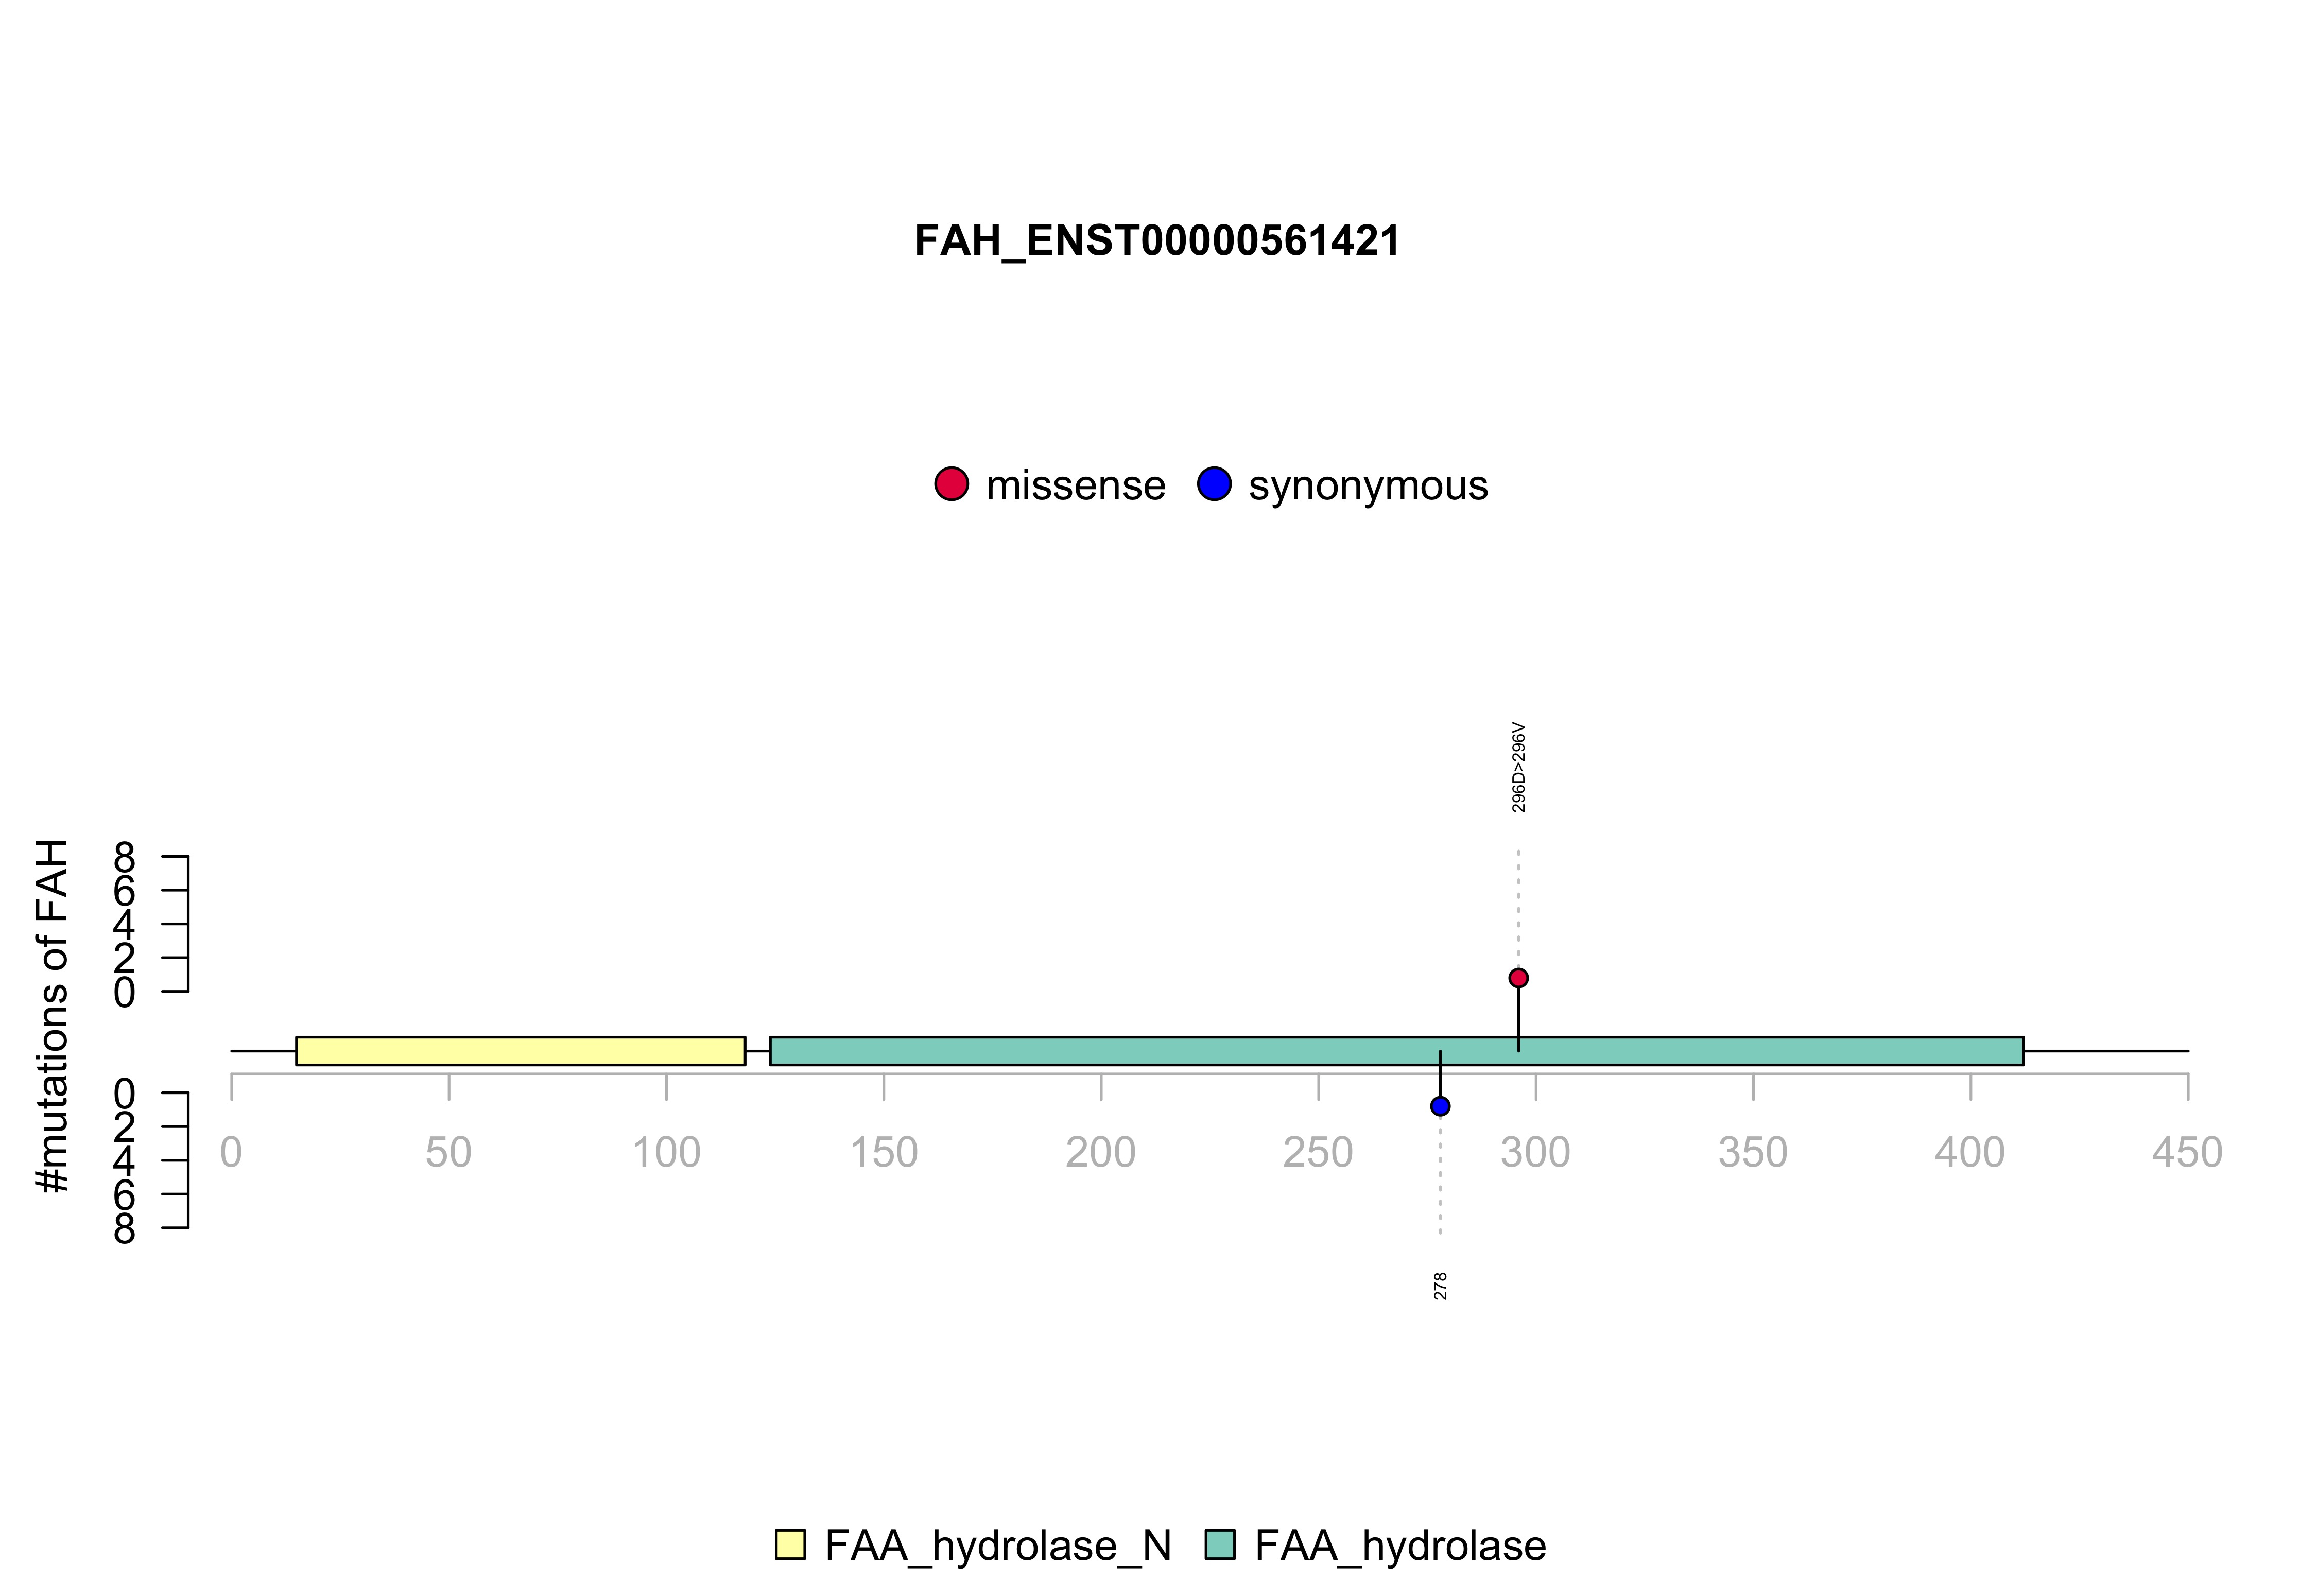 FAH_ENST00000561421
missense synonymous
296D>296V
#mutations of FAH
8
6
4
2
0
0
2
4
6
8
0 50 100 150 200 250 300 350 400 450
278
FAA_hydrolase_N FAA_hydrolase